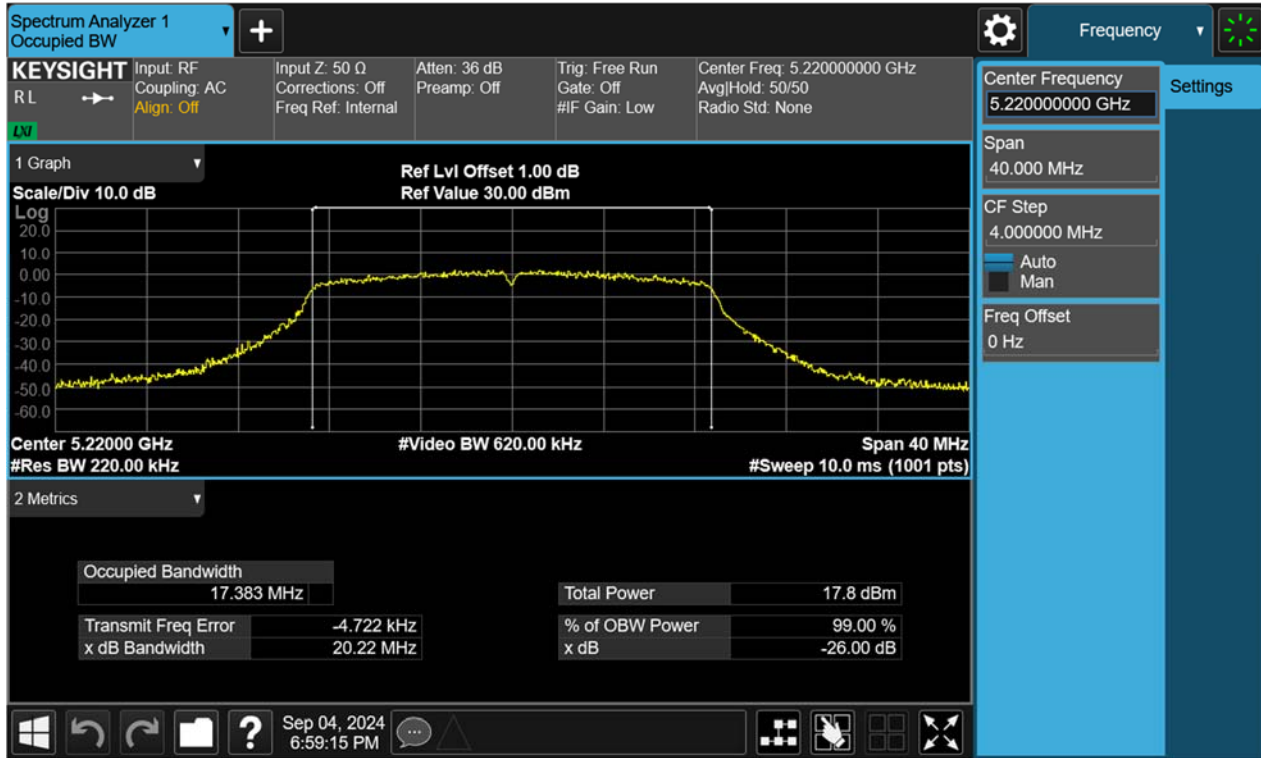 Spectrum Analyzer 1
Occupied BW
+
Frequency
KEYSIGHT
R L
LXI
Input: RF
Coupling: AC
Align: Off
Input Z: 50 Ω
Corrections: Off
Freq Ref: Internal
Atten: 36 dB
Preamp: Off
Trig: Free Run
Gate: Off
#IF Gain: Low
Center Freq: 5.220000000 GHz
Avg|Hold: 50/50
Radio Std: None
Center Frequency
5.220000000 GHz
Settings
Span
40.000 MHz
CF Step
4.000000 MHz
Auto
Man
Freq Offset
0 Hz
1 Graph
Scale/Div 10.0 dB
Ref Lvl Offset 1.00 dB
Ref Value 30.00 dBm
Log
20.0
10.0
0.00
-10.0
-20.0
-30.0
-40.0
-50.0
-60.0
Center 5.22000 GHz
#Video BW 620.00 kHz
Span 40 MHz
#Res BW 220.00 kHz
#Sweep 10.0 ms (1001 pts)
2 Metrics
Occupied Bandwidth
17.383 MHz
Total Power 17.8 dBm
Transmit Freq Error -4.722 kHz
% of OBW Power 99.00 %
x dB Bandwidth 20.22 MHz
x dB -26.00 dB
?
Sep 04, 2024
6:59:15 PM